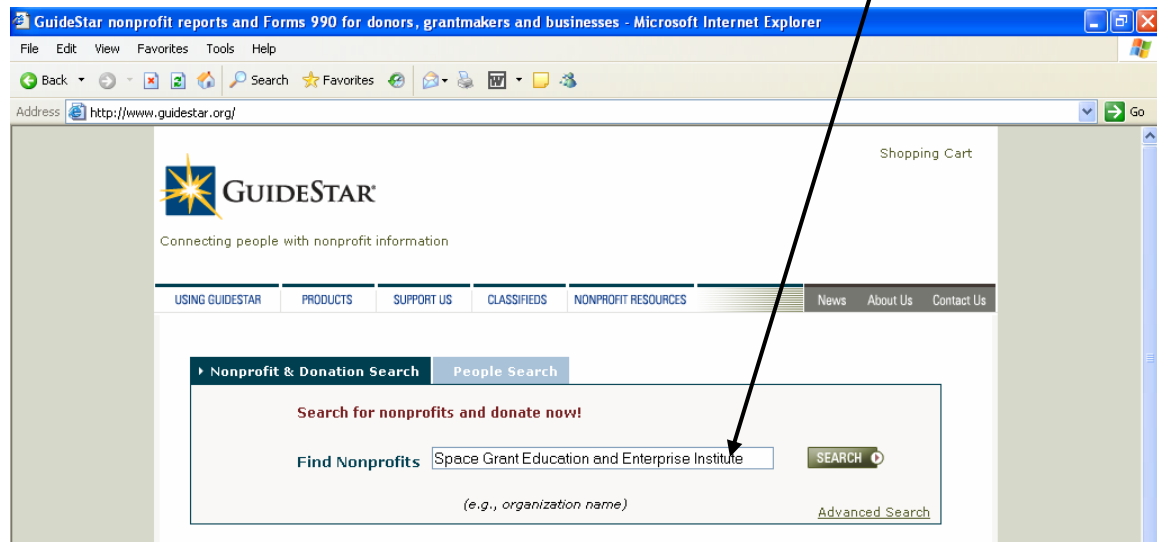 GuideStar nonprofit reports and Forms 990 for donors, grantmakers and businesses - Microsoft Internet Explorer
File Edit View Favorites Tools Help
Back Search Favorites
Address http://www.guidestar.org/ Go
Shopping Cart
GUIDESTAR
Connecting people with nonprofit information
USING GUIDESTAR PRODUCTS SUPPORT US CLASSIFIEDS NONPROFIT RESOURCES News About Us Contact Us
Nonprofit & Donation Search People Search
Search for nonprofits and donate now!
Find Nonprofits Space Grant Education and Enterprise Institute SEARCH
(e.g., organization name)
Advanced Search